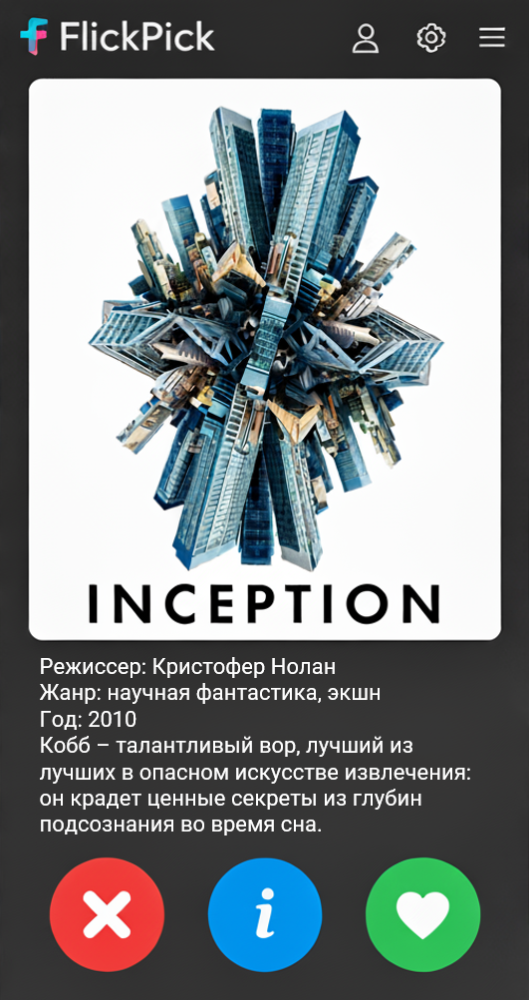 FlickPick
INCEPTION
Режиссер: Кристофер Нолан
Жанр: научная фантастика, экшн
Год: 2010
Кобб – талантливый вор, лучший из
лучших в опасном искусстве извлечения:
он крадет ценные секреты из глубин
подсознания во время сна.
i